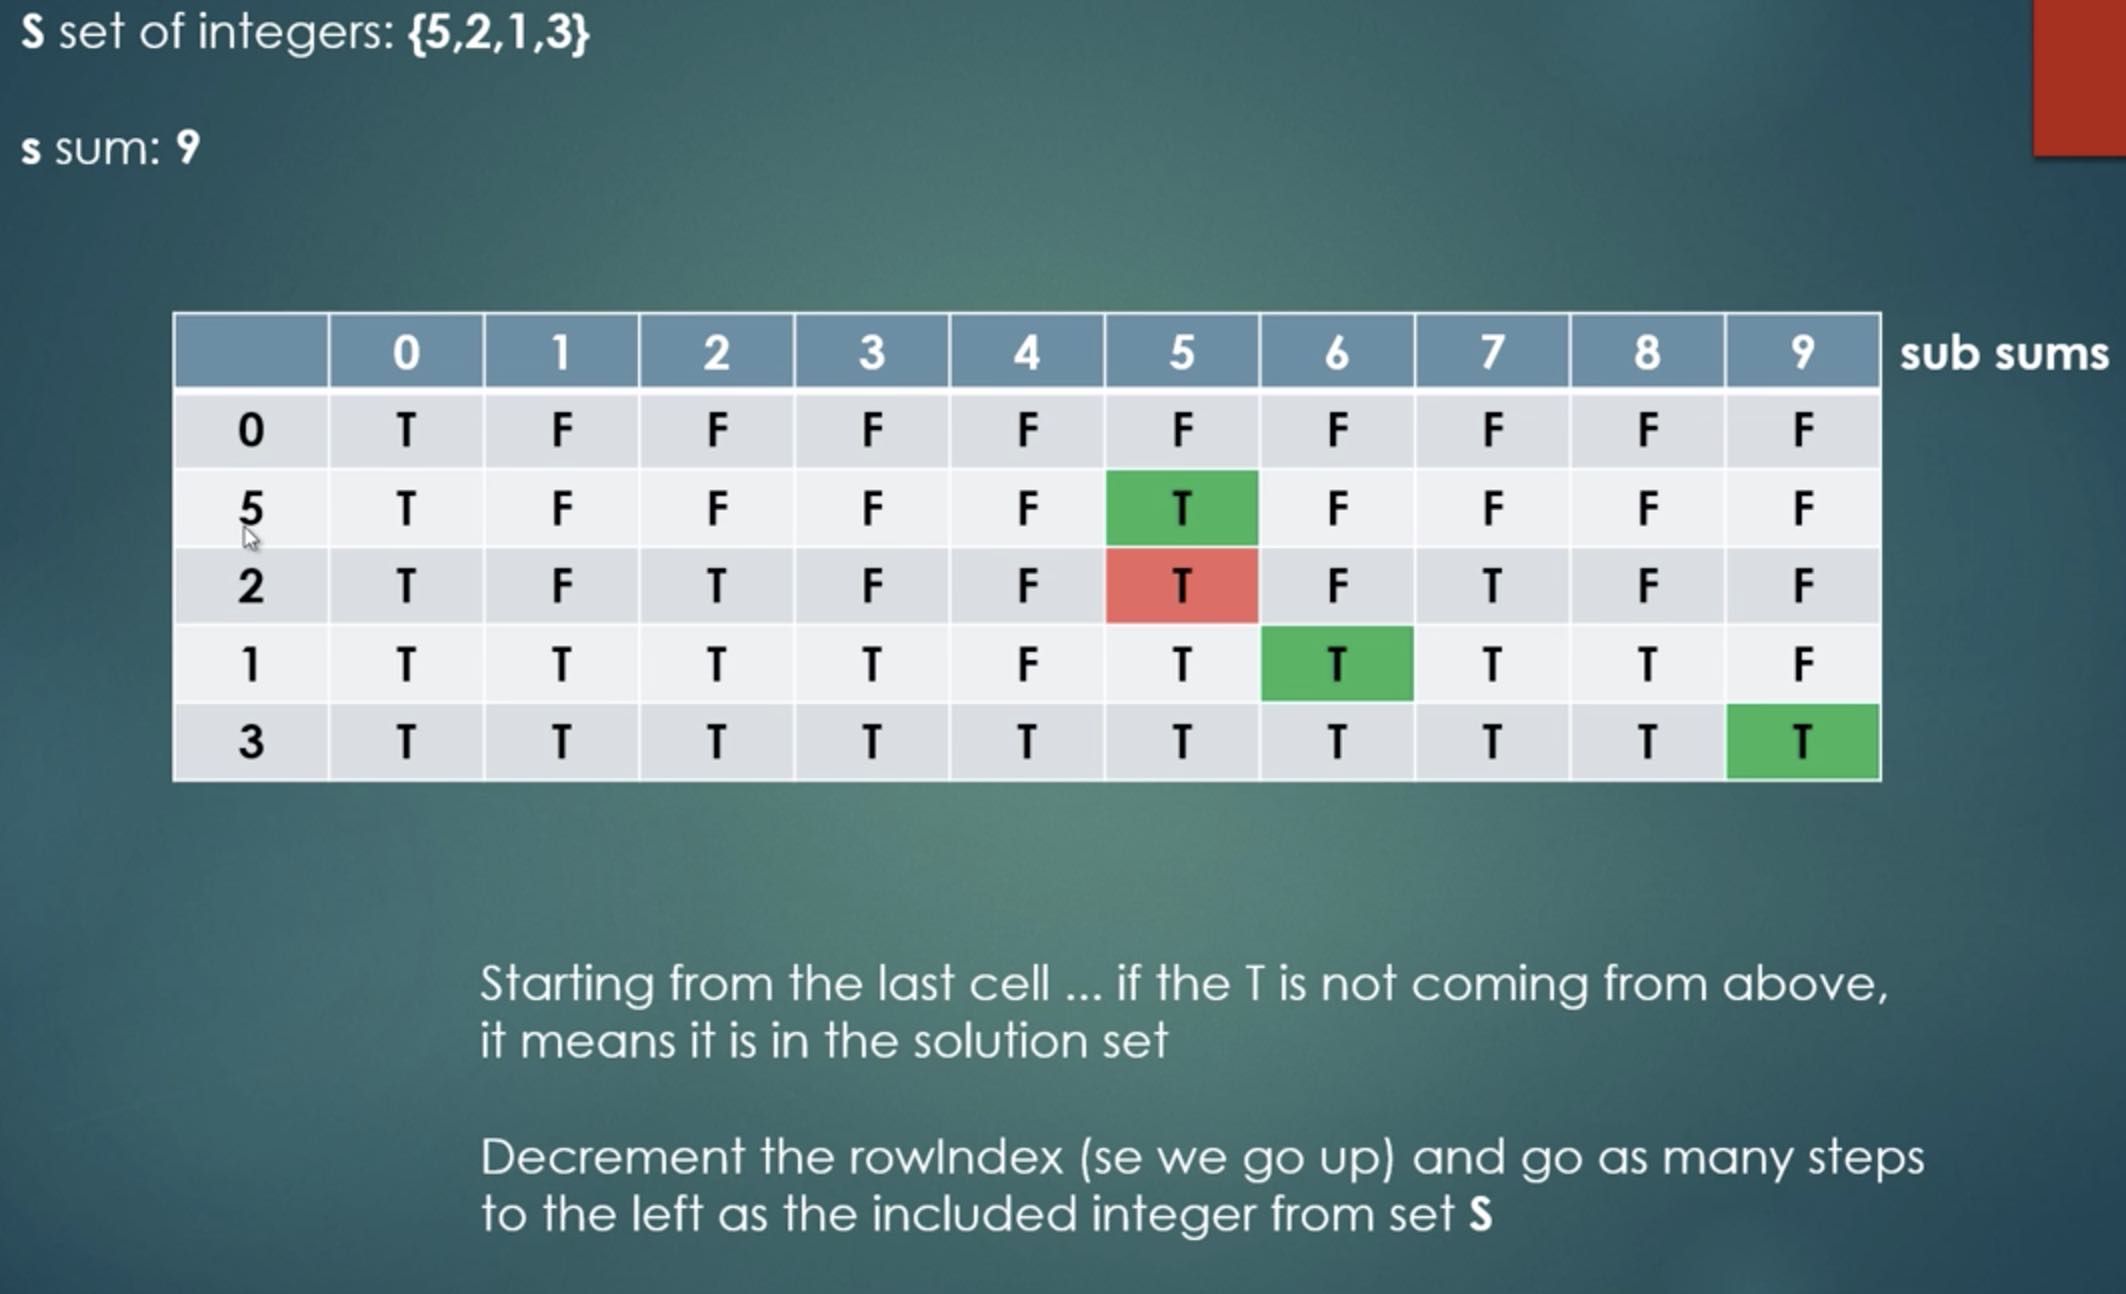 S set of integers: {5,2,1,3}
s sum: 9
0 1 2 3 4 5 6 7 8 9 sub sums
0 T F F F F F F F F F
5 T F F F F T F F F F
2 T F T F F T F T F F
1 T T T T F T T T T F
3 T T T T T T T T T T
Starting from the last cell ... if the T is not coming from above,
it means it is in the solution set
Decrement the rowIndex (se we go up) and go as many steps
to the left as the included integer from set S